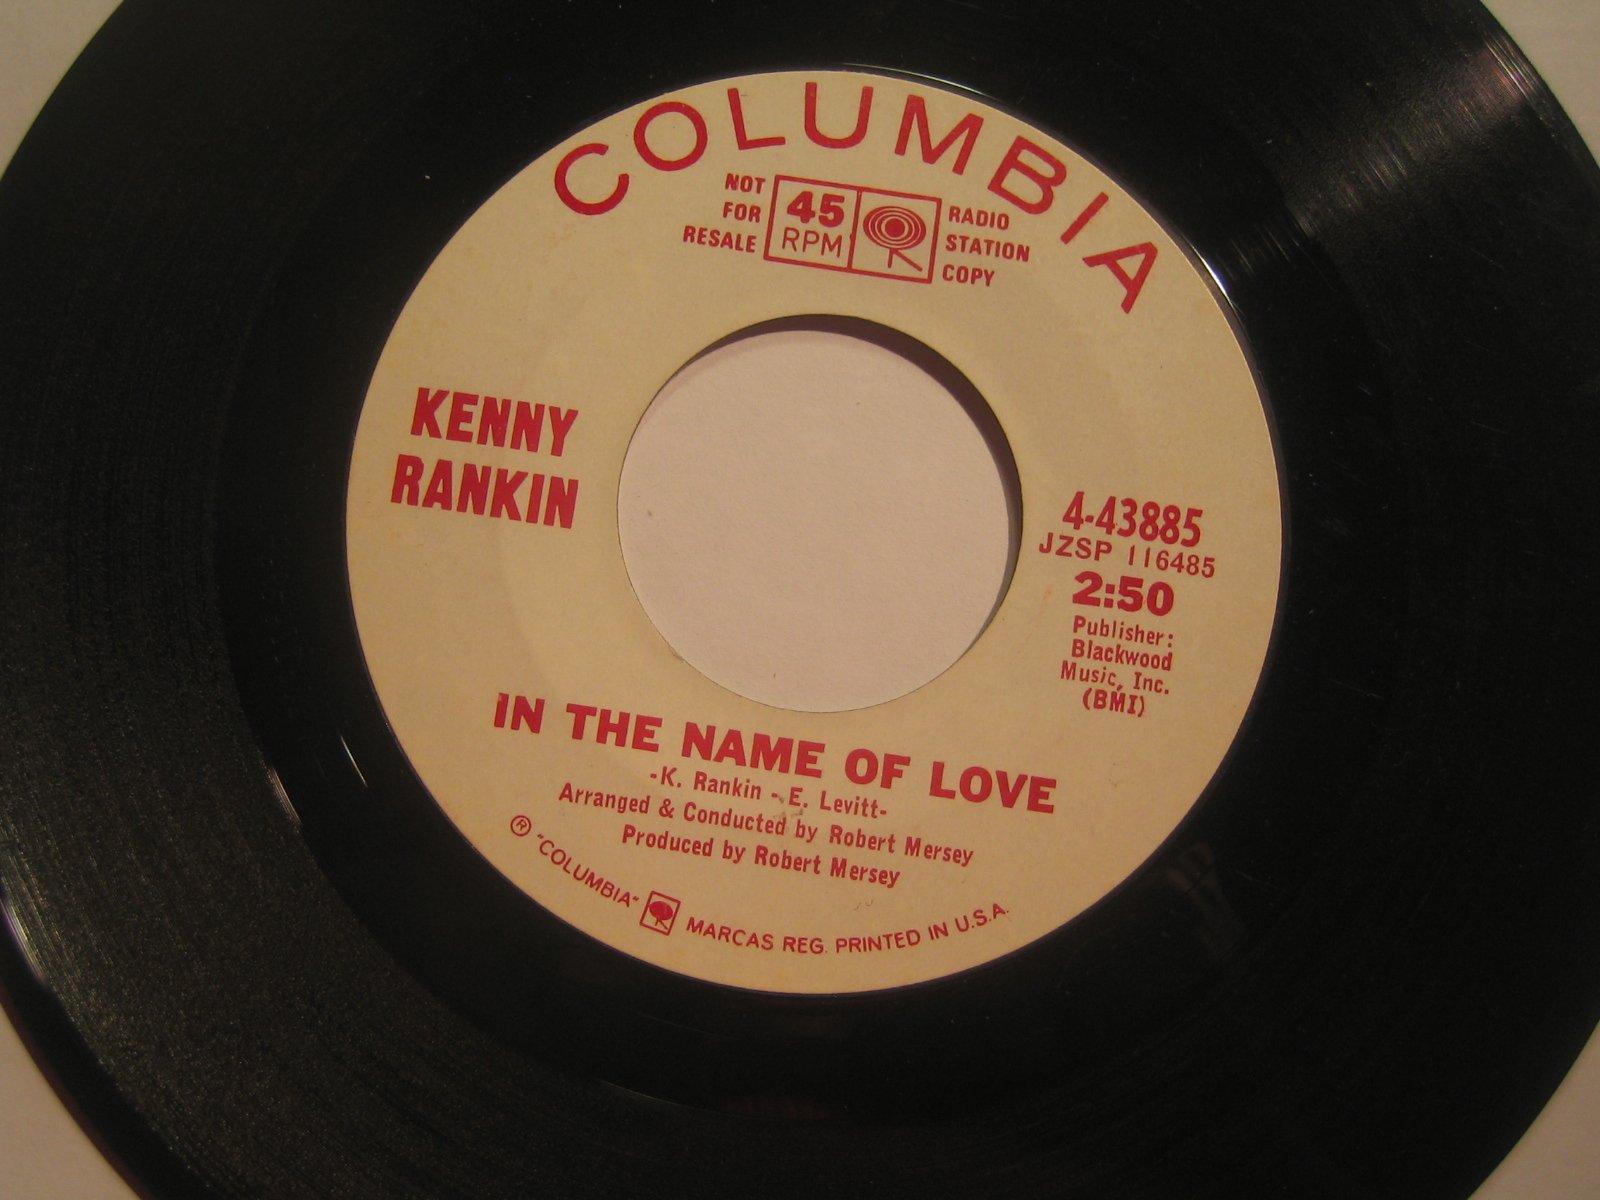 COLUMBIA
NOT
FOR
RESALE
45
RPM
RADIO
STATION
COPY
KENNY
RANKIN
4-43885
JZSP 116485
2:50
Publisher:
Blackwood
Music, Inc.
(BMI)
IN THE NAME OF LOVE
-K. Rankin - E. Levitt-
Arranged & Conducted by Robert Mersey
Produced by Robert Mersey
® "COLUMBIA" MARCAS REG. PRINTED IN U.S.A.